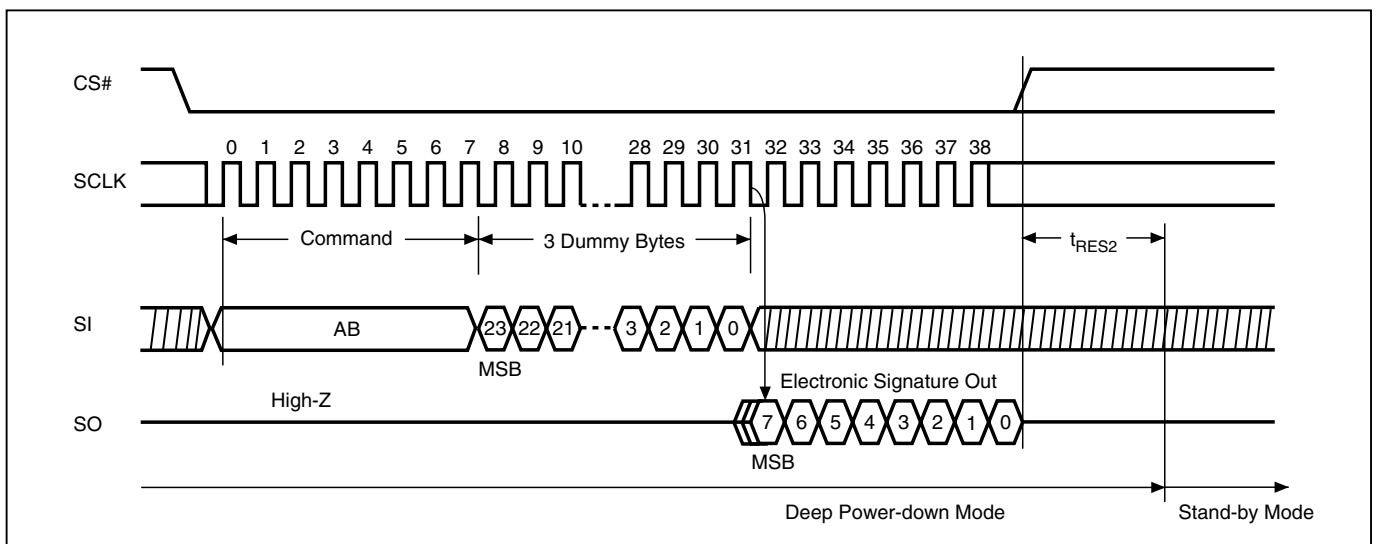 CS#
0 1 2 3 4 5 6 7 8 9 10 28 29 30 31 32 33 34 35 36 37 38
SCLK
Command 3 Dummy Bytes tRES2
SI AB 23 22 21 3 2 1 0
MSB
Electronic Signature Out
High-Z
SO 7 6 5 4 3 2 1 0
MSB
Deep Power-down Mode Stand-by Mode